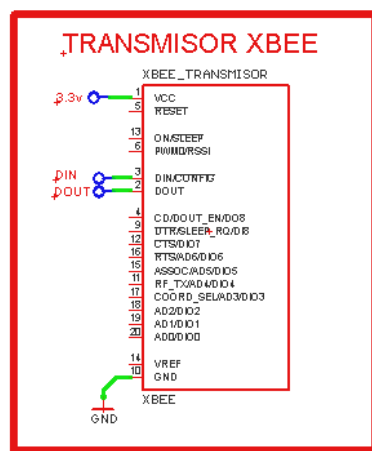 TRANSMISOR XBEE
XBEE_TRANSMISOR
3.3v 1 VCC
5 RESET
13 ON/SLEEP
6 PWM0/RSSI
DIN 3 DIN/CONFIG
DOUT 2 DOUT
4 CD/DOUT_EN/DO8
9 DTR/SLEEP_RQ/DI8
12 CTS/DIO7
16 RTS/AD6/DIO6
15 ASSOC/AD5/DIO5
11 RF_TX/AD4/DIO4
17 COORD_SEL/AD3/DIO3
18 AD2/DIO2
19 AD1/DIO1
20 AD0/DIO0
14 VREF
10 GND
XBEE
GND